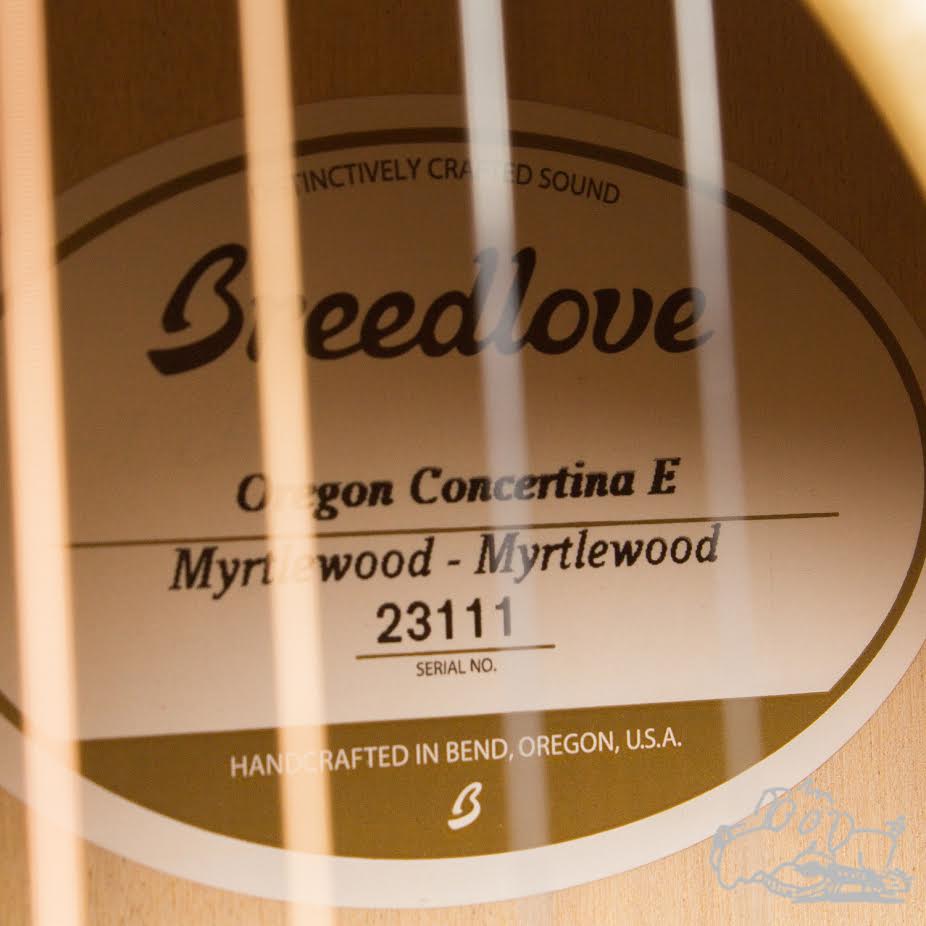 DISTINCTIVELY CRAFTED SOUND
Breedlove
Oregon Concertina E
Myrtlewood - Myrtlewood
23111
SERIAL NO.
HANDCRAFTED IN BEND, OREGON, U.S.A.
B